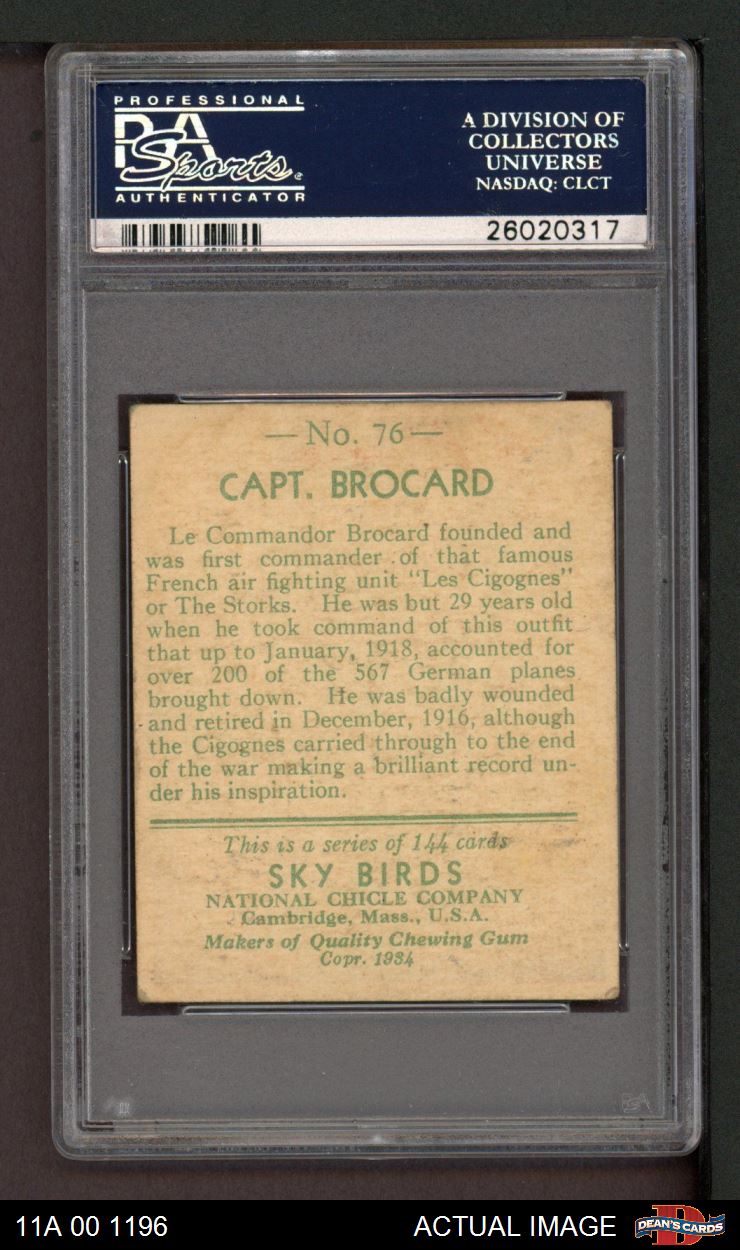 PROFESSIONAL
PSA
Sports
AUTHENTICATOR
A DIVISION OF
COLLECTORS
UNIVERSE
NASDAQ: CLCT
26020317
— No. 76 —
CAPT. BROCARD
Le Commandor Brocard founded and
was first commander of that famous
French air fighting unit "Les Cigognes"
or The Storks. He was but 29 years old
when he took command of this outfit
that up to January, 1918, accounted for
over 200 of the 567 German planes
brought down. He was badly wounded
and retired in December, 1916, although
the Cigognes carried through to the end
of the war making a brilliant record un-
der his inspiration.
This is a series of 144 cards
SKY BIRDS
NATIONAL CHICLE COMPANY
Cambridge, Mass., U.S.A.
Makers of Quality Chewing Gum
Copr. 1934
PSA
11A 00 1196
ACTUAL IMAGE
D
DEAN'S CARDS